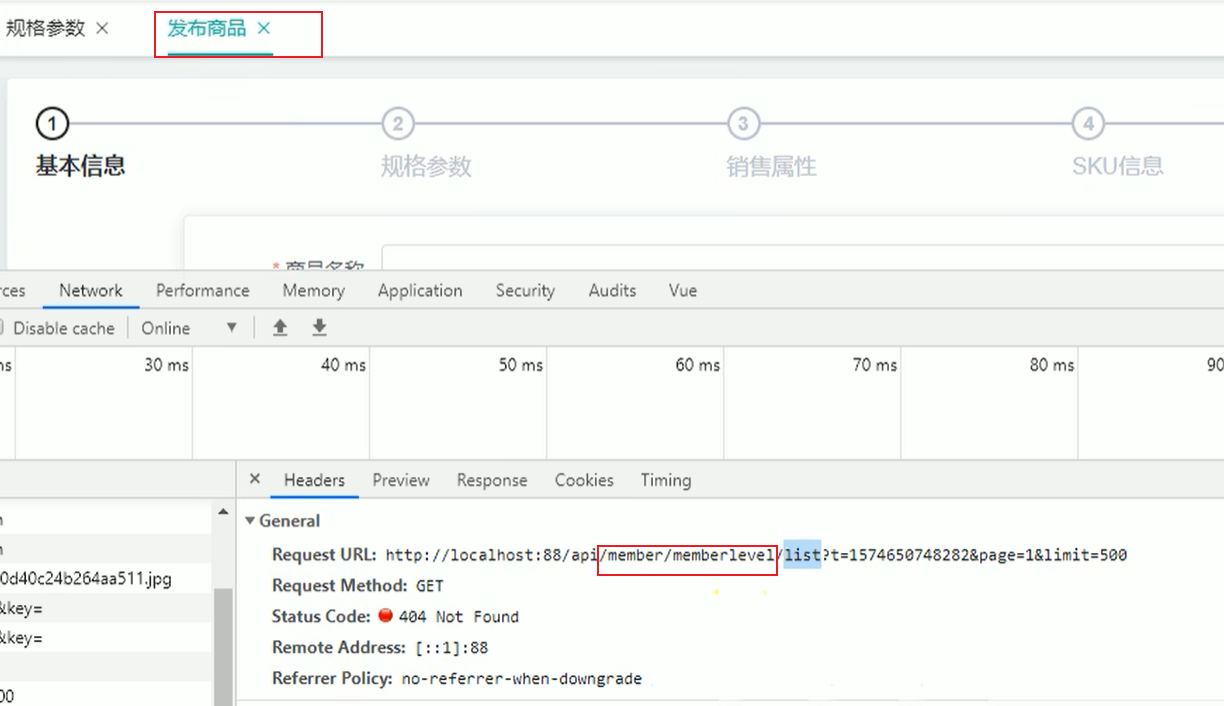 规格参数 × 发布商品 ×
1 2 3 4
基本信息 规格参数 销售属性 SKU信息
* 商品名称
rces Network Performance Memory Application Security Audits Vue
Disable cache Online ▼
ms 30 ms 40 ms 50 ms 60 ms 70 ms 80 ms 90
× Headers Preview Response Cookies Timing
▼ General
Request URL: http://localhost:88/api/member/memberlevel/list?t=1574650748282&page=1&limit=500
0d40c24b264aa511.jpg
Request Method: GET
&key=
Status Code: 404 Not Found
&key=
Remote Address: [::1]:88
Referrer Policy: no-referrer-when-downgrade
00